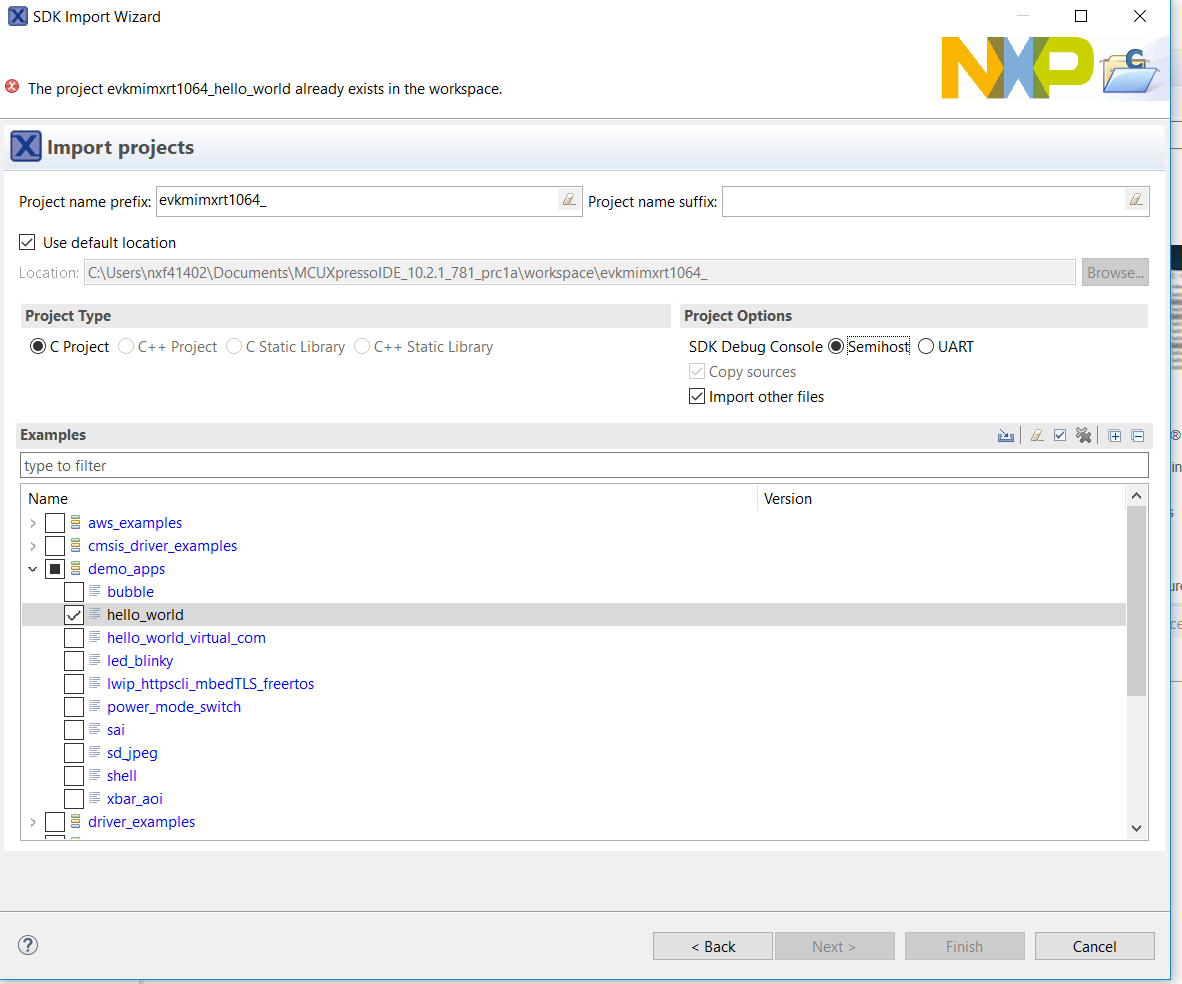 SDK Import Wizard
NXP
The project evkmimxrt1064_hello_world already exists in the workspace.
Import projects
Project name prefix: evkmimxrt1064_ Project name suffix:
Use default location
Location: C:\Users\nxf41402\Documents\MCUXpressoIDE_10.2.1_781_prc1a\workspace\evkmimxrt1064_ Browse...
Project Type Project Options
C Project C++ Project C Static Library C++ Static Library SDK Debug Console Semihost UART
Copy sources
Import other files
Examples
type to filter
Name Version
aws_examples
cmsis_driver_examples
demo_apps
bubble
hello_world
hello_world_virtual_com
led_blinky
lwip_httpscli_mbedTLS_freertos
power_mode_switch
sai
sd_jpeg
shell
xbar_aoi
driver_examples
< Back Next > Finish Cancel